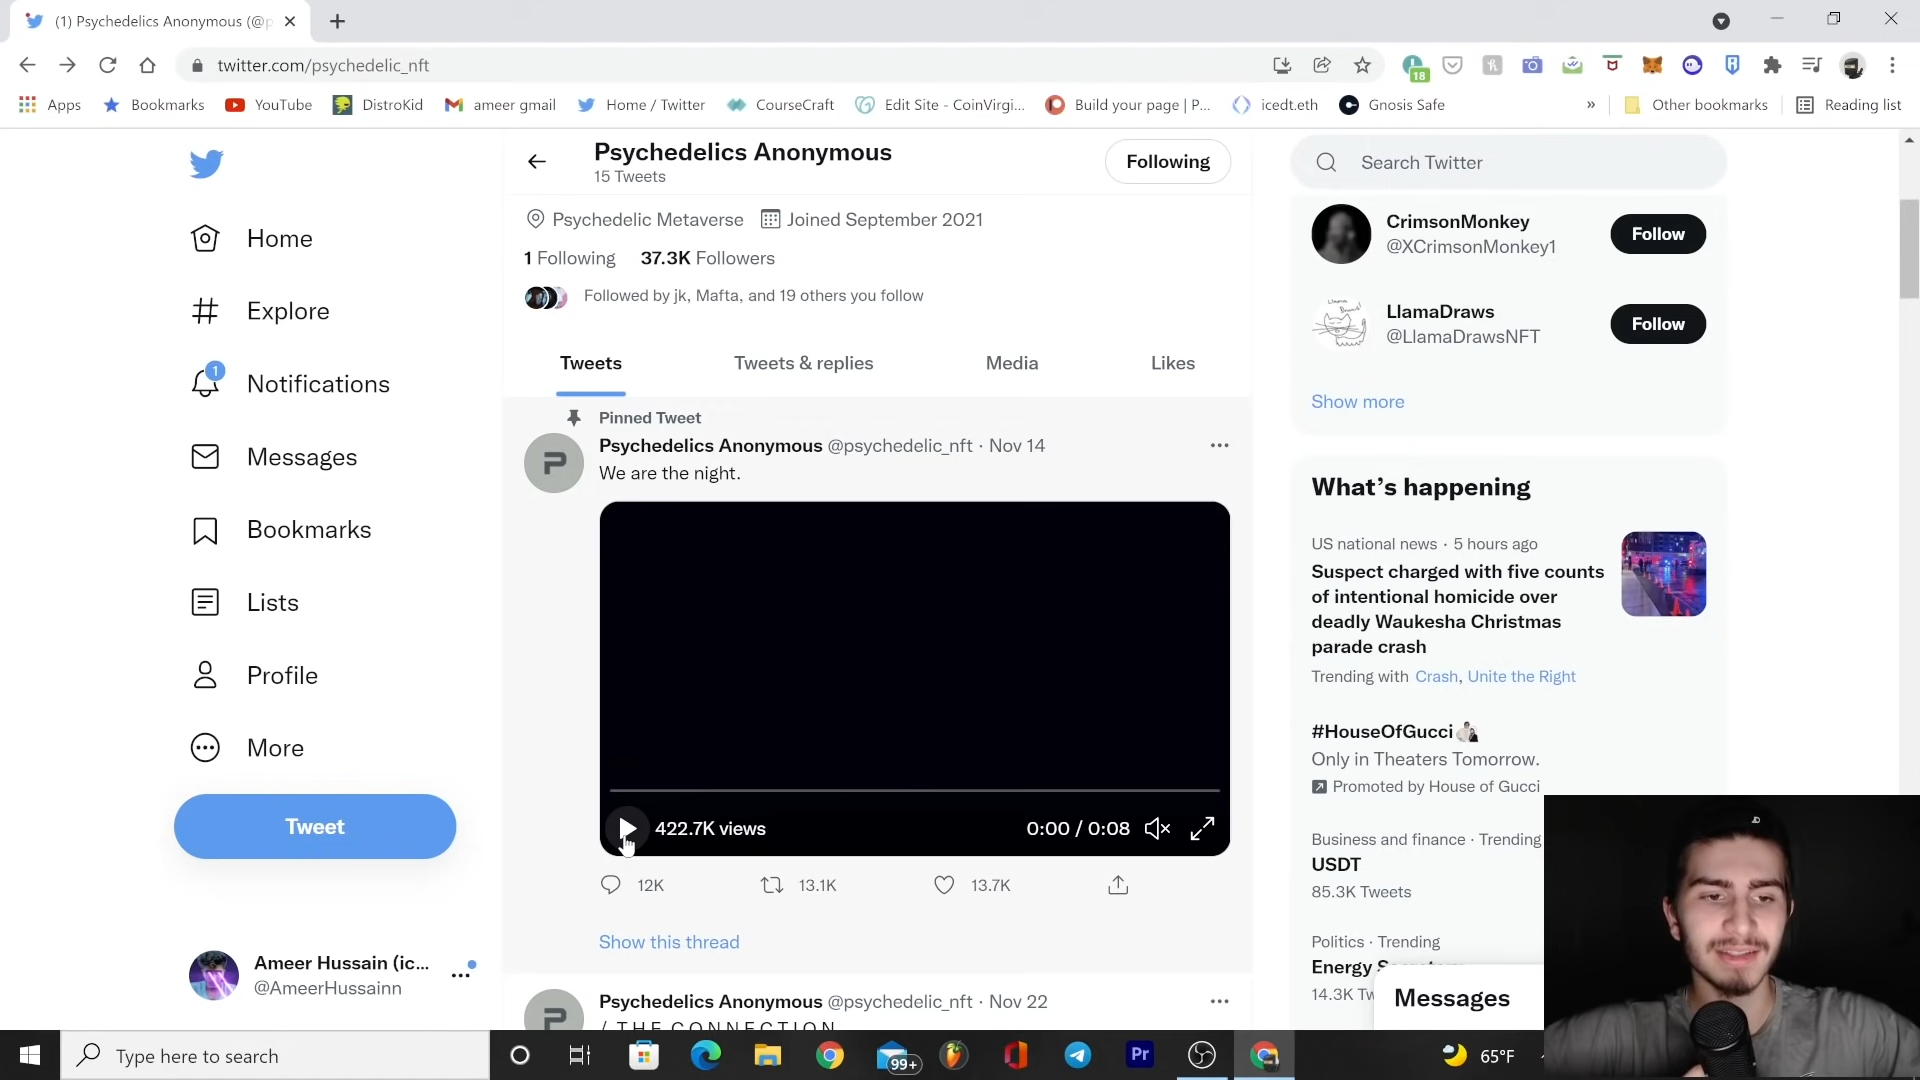 (1) Psychedelics Anonymous (@p
twitter.com/psychedelic_nft
18
Apps
Bookmarks
YouTube
DistroKid
ameer gmail
Home / Twitter
CourseCraft
Edit Site - CoinVirgi...
Build your page | P...
icedt.eth
Gnosis Safe
»
Other bookmarks
Reading list
Home
Explore
1
Notifications
Messages
Bookmarks
Lists
Profile
More
Tweet
Ameer Hussain (ic...
@AmeerHussainn
Psychedelics Anonymous
15 Tweets
Following
Psychedelic Metaverse Joined September 2021
1 Following 37.3K Followers
Followed by jk, Mafta, and 19 others you follow
Tweets
Tweets & replies
Media
Likes
Pinned Tweet
Psychedelics Anonymous @psychedelic_nft · Nov 14
We are the night.
422.7K views
0:00 / 0:08
12K
13.1K
13.7K
Show this thread
Psychedelics Anonymous @psychedelic_nft · Nov 22
/ THE CONNECTION
Search Twitter
CrimsonMonkey
@XCrimsonMonkey1
Follow
LlamaDraws
@LlamaDrawsNFT
Follow
Show more
What's happening
US national news · 5 hours ago
Suspect charged with five counts
of intentional homicide over
deadly Waukesha Christmas
parade crash
Trending with Crash, Unite the Right
#HouseOfGucci
Only in Theaters Tomorrow.
Promoted by House of Gucci
Business and finance · Trending
USDT
85.3K Tweets
Politics · Trending
Energy
14.3K Tw
Messages
Type here to search
99+
Pr
65°F